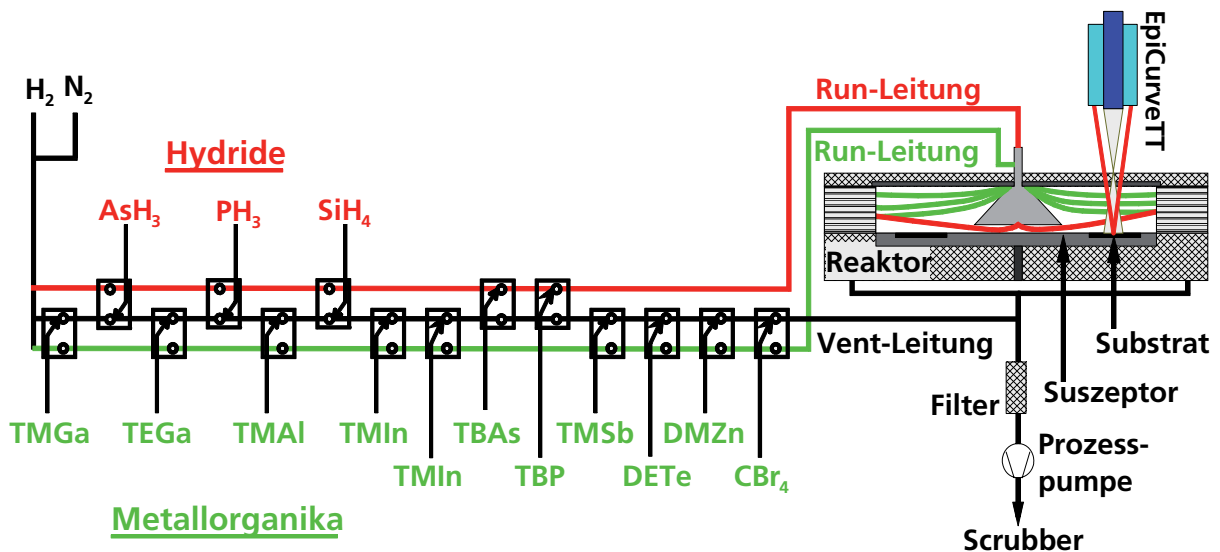 H2 N2
Hydride
AsH3 PH3 SiH4
Run-Leitung
Run-Leitung
EpiCurveTT
Reaktor
Vent-Leitung
Substrat
Suszeptor
Filter
Prozess-
pumpe
Scrubber
TMGa TEGa TMAl TMIn TBAs TMSb DMZn
TMIn TBP DETe CBr4
Metallorganika